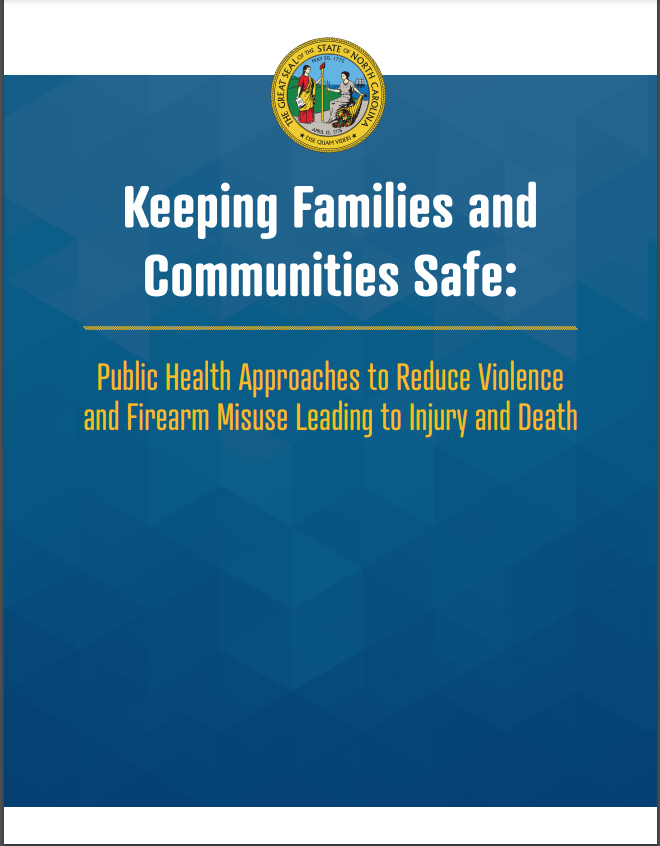 THE GREAT SEAL OF THE STATE OF NORTH CAROLINA
MAY 20, 1775
APRIL 12, 1776
★ ESSE QUAM VIDERI ★
Keeping Families and
Communities Safe:
Public Health Approaches to Reduce Violence
and Firearm Misuse Leading to Injury and Death